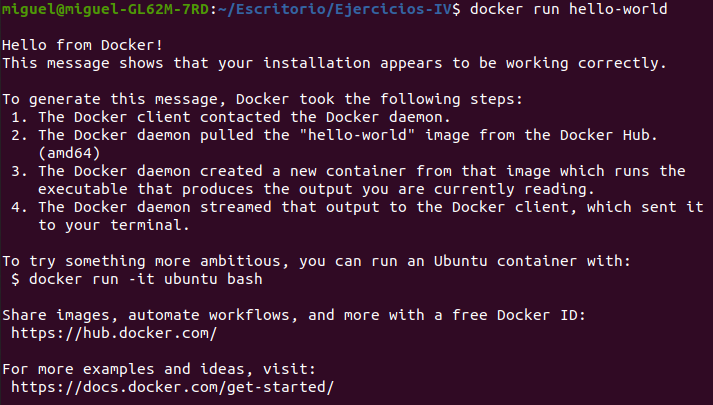 miguel@miguel-GL62M-7RD:~/Escritorio/Ejercicios-IV$ docker run hello-world

Hello from Docker!
This message shows that your installation appears to be working correctly.

To generate this message, Docker took the following steps:
 1. The Docker client contacted the Docker daemon.
 2. The Docker daemon pulled the "hello-world" image from the Docker Hub.
    (amd64)
 3. The Docker daemon created a new container from that image which runs the
    executable that produces the output you are currently reading.
 4. The Docker daemon streamed that output to the Docker client, which sent it
    to your terminal.

To try something more ambitious, you can run an Ubuntu container with:
 $ docker run -it ubuntu bash

Share images, automate workflows, and more with a free Docker ID:
 https://hub.docker.com/

For more examples and ideas, visit:
 https://docs.docker.com/get-started/